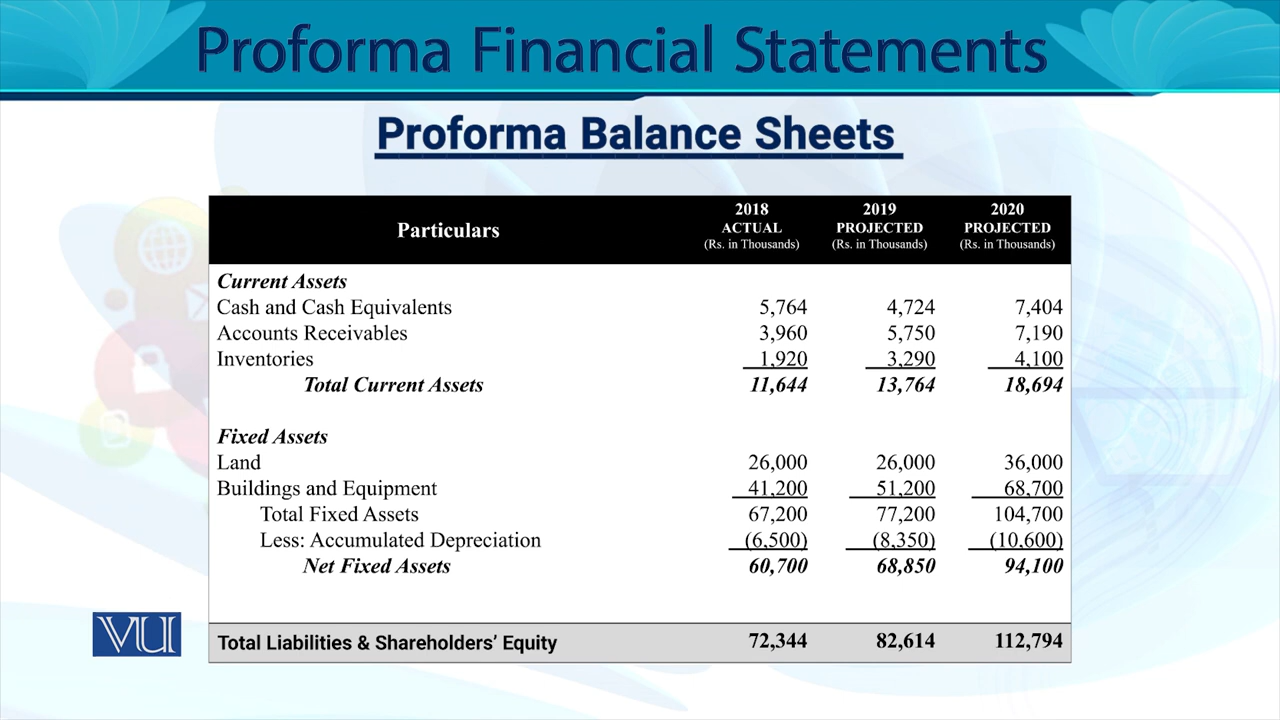 Proforma Financial Statements
Proforma Balance Sheets
Particulars 2018 ACTUAL (Rs. in Thousands) 2019 PROJECTED (Rs. in Thousands) 2020 PROJECTED (Rs. in Thousands)
Current Assets
Cash and Cash Equivalents 5,764 4,724 7,404
Accounts Receivables 3,960 5,750 7,190
Inventories 1,920 3,290 4,100
Total Current Assets 11,644 13,764 18,694
Fixed Assets
Land 26,000 26,000 36,000
Buildings and Equipment 41,200 51,200 68,700
Total Fixed Assets 67,200 77,200 104,700
Less: Accumulated Depreciation (6,500) (8,350) (10,600)
Net Fixed Assets 60,700 68,850 94,100
VU
Total Liabilities & Shareholders’ Equity 72,344 82,614 112,794